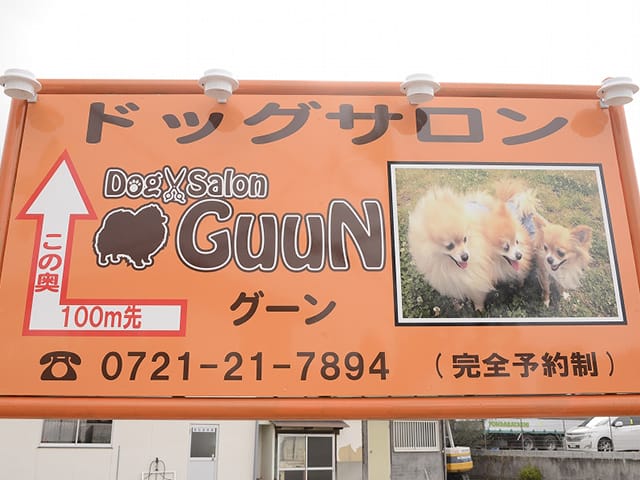 ドッグサロン
Dog Salon
GUUN
グーン
この奥
100m先
☎ 0721-21-7894 (完全予約制)